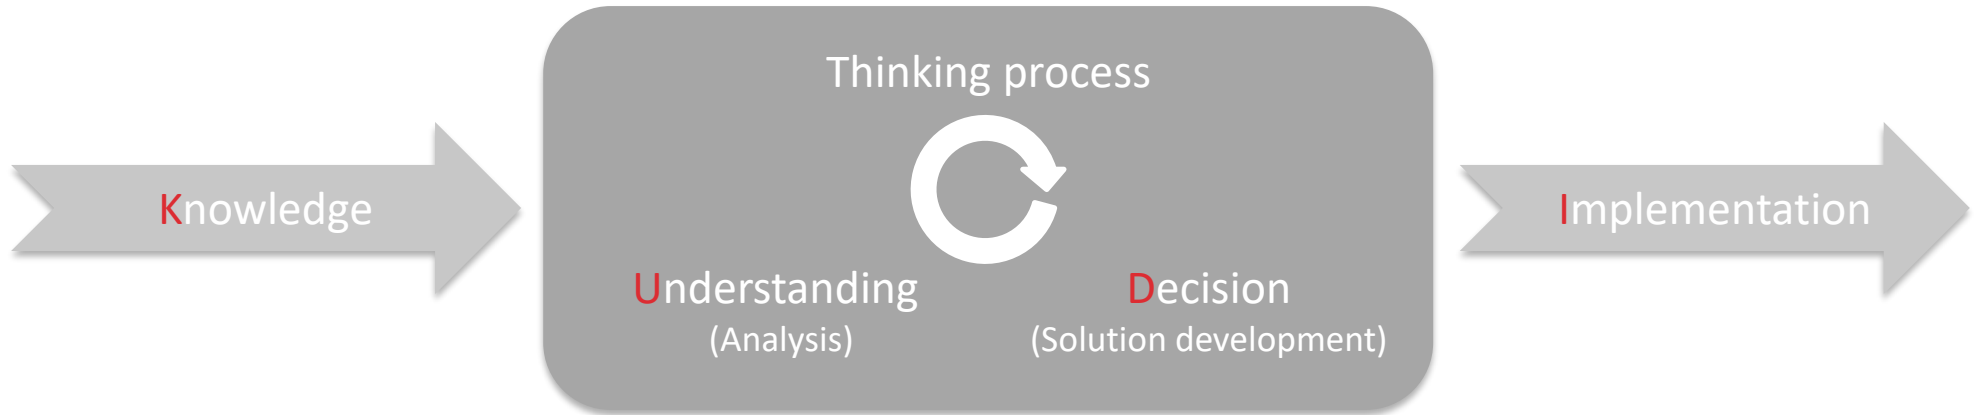 Thinking process
Knowledge
Implementation
Understanding
Decision
(Analysis)
(Solution development)